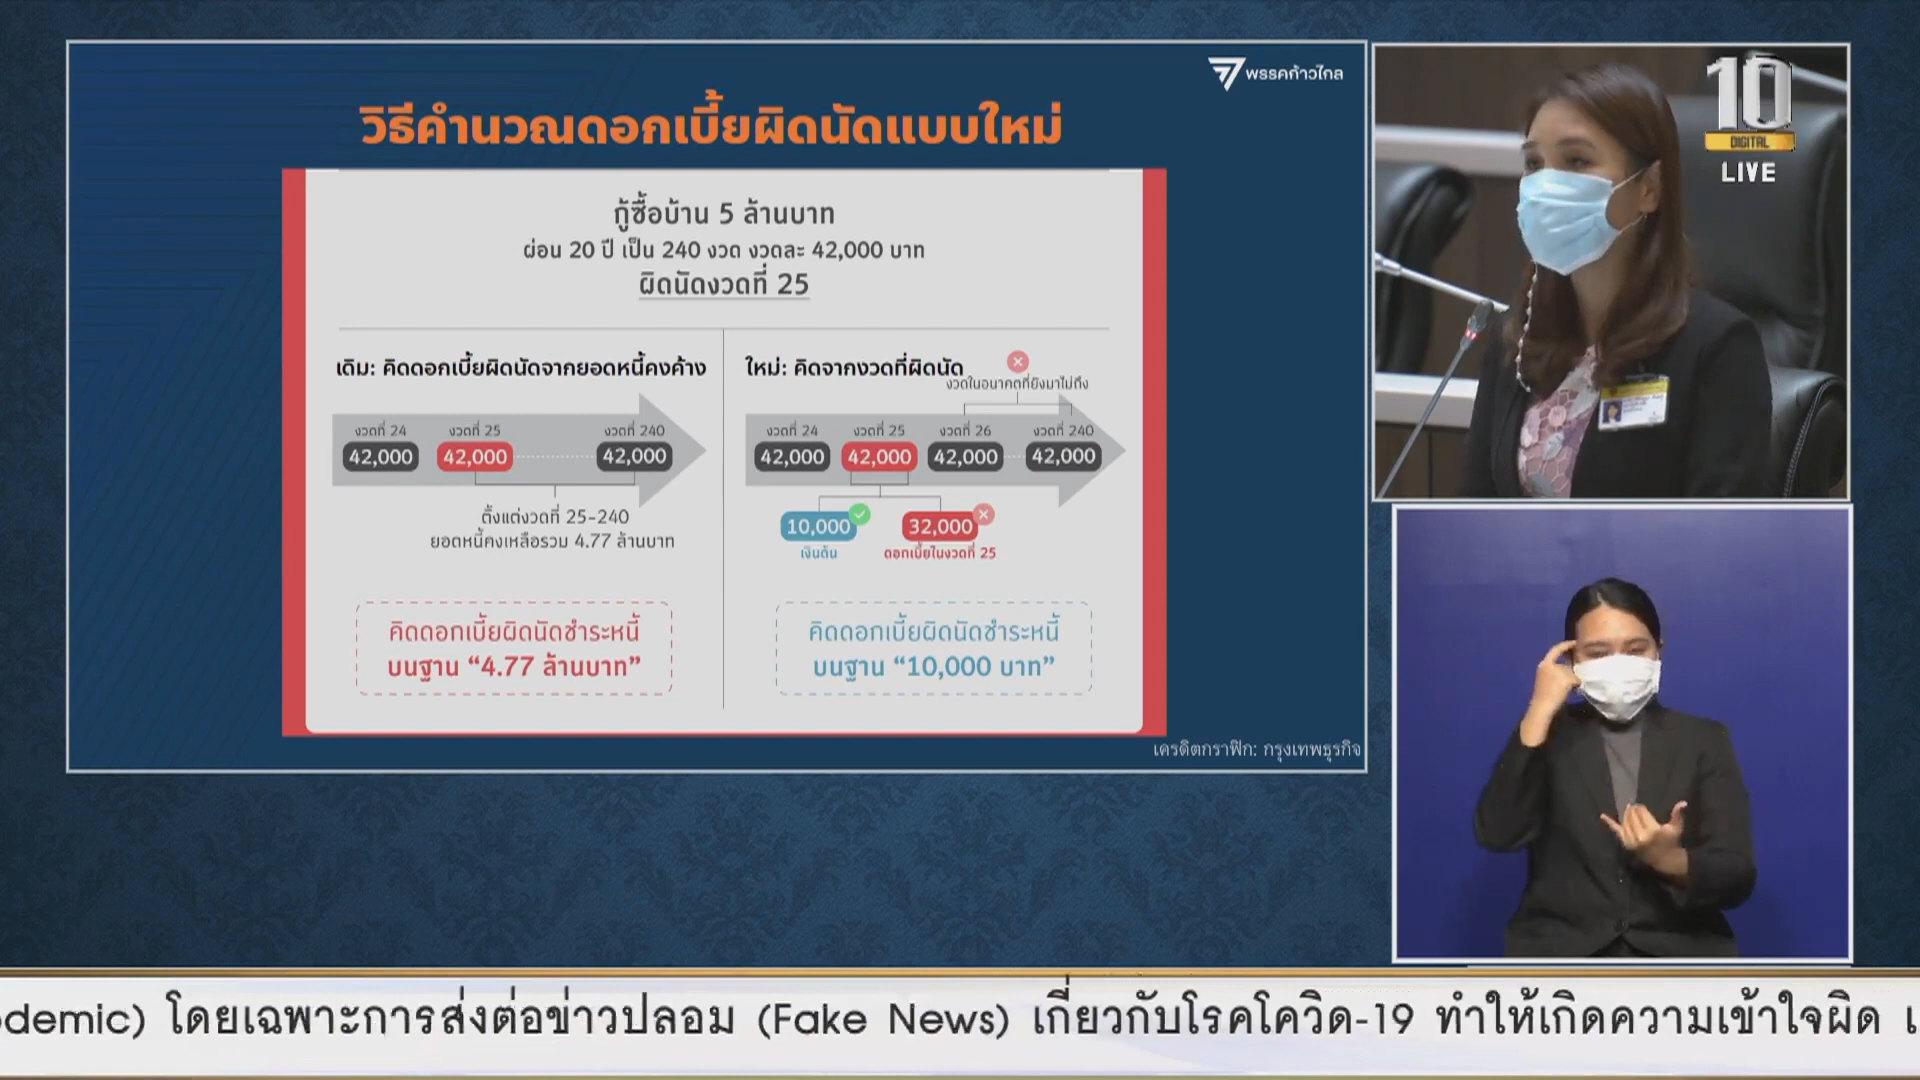 พรรคก้าวไกล
วิธีคำนวณดอกเบี้ยผิดนัดแบบใหม่
กู้ซื้อบ้าน 5 ล้านบาท
ผ่อน 20 ปี เป็น 240 งวด งวดละ 42,000 บาท
ผิดนัดงวดที่ 25
เดิม: คิดดอกเบี้ยผิดนัดจากยอดหนี้คงค้าง
งวดที่ 24 งวดที่ 25 งวดที่ 240
42,000 42,000 42,000
ตั้งแต่งวดที่ 25-240
ยอดหนี้คงเหลือรวม 4.77 ล้านบาท
คิดดอกเบี้ยผิดนัดชำระหนี้
บนฐาน “4.77 ล้านบาท”
ใหม่: คิดจากงวดที่ผิดนัด
งวดในอนาคตที่ยังมาไม่ถึง
งวดที่ 24 งวดที่ 25 งวดที่ 26 งวดที่ 240
42,000 42,000 42,000 42,000
10,000 32,000
เงินต้น ดอกเบี้ยในงวดที่ 25
คิดดอกเบี้ยผิดนัดชำระหนี้
บนฐาน “10,000 บาท”
เครดิตกราฟิก: กรุงเทพธุรกิจ
10
DIGITAL
LIVE
demic) โดยเฉพาะการส่งต่อข่าวปลอม (Fake News) เกี่ยวกับโรคโควิด-19 ทำให้เกิดความเข้าใจผิด เ